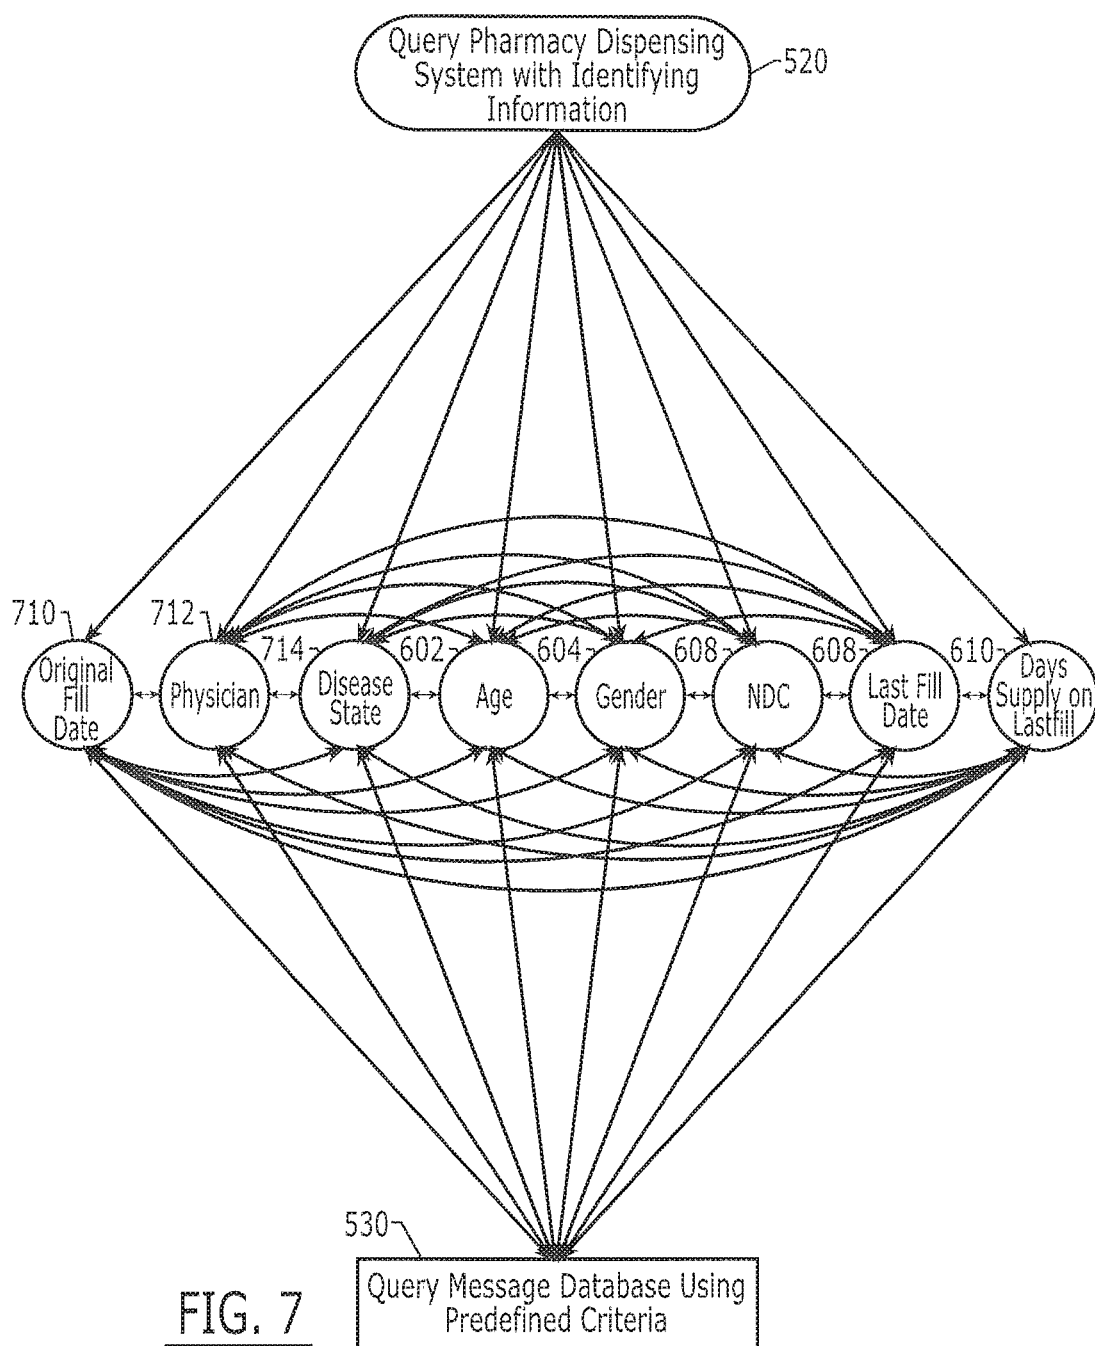 Query Pharmacy Dispensing
System with Identifying
Information
520
710
712
714
602
604
608
608
610
Original
Fill
Date
Physician
Disease
State
Age
Gender
NDC
Last Fill
Date
Days
Supply on
Lastfill
530
Query Message Database Using
Predefined Criteria
FIG. 7